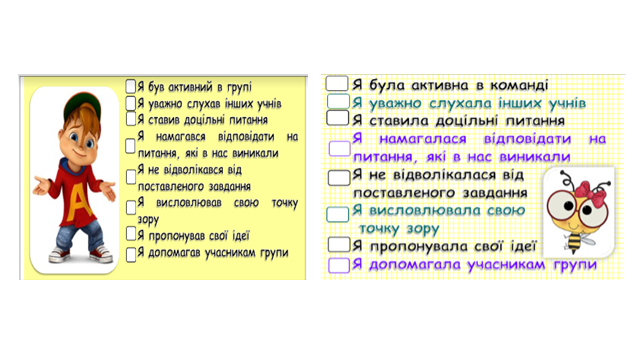 Я був активний в групі
Я уважно слухав інших учнів
Я ставив доцільні питання
Я намагався відповідати на
питання, які в нас виникали
Я не відволікався від
поставленого завдання
Я висловлював свою точку
зору
Я пропонував свої ідеї
Я допомагав учасникам групи
A
Я була активна в команді
Я уважно слухала інших учнів
Я ставила доцільні питання
Я намагалася відповідати на
питання, які в нас виникали
Я не відволікалася від
поставленого завдання
Я висловлювала свою
точку зору
Я пропонувала свої ідеї
Я допомагала учасникам групи